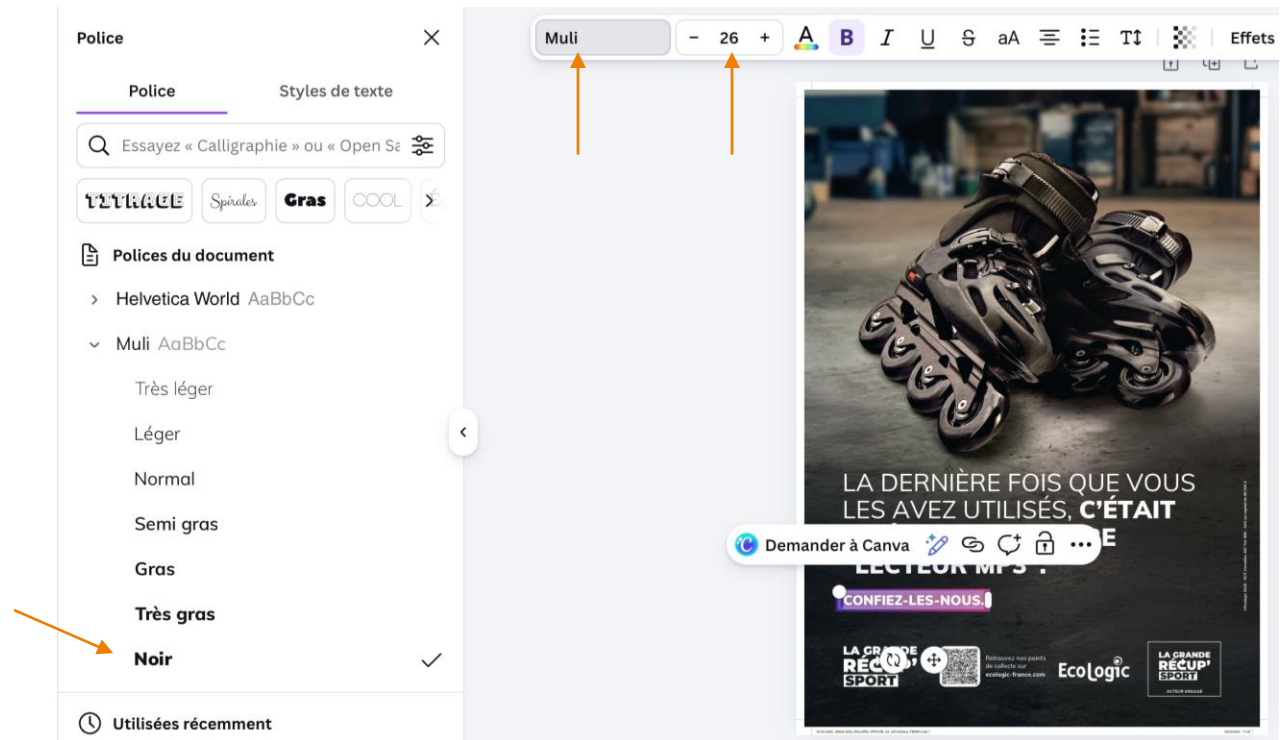 Police
Police
Styles de texte
Essayez « Calligraphie » ou « Open Sa
TITRAGE
Spirales
Gras
COOL
Polices du document
Helvetica World AaBbCc
Muli AaBbCc
Très léger
Léger
Normal
Semi gras
Gras
Très gras
Noir
Utilisées récemment
Muli
- 26 +
A B I U S aA
Effets
LA DERNIÈRE FOIS QUE VOUS
LES AVEZ UTILISÉS, C'ÉTAIT
Demander à Canva
E
LECTEUR MP3
CONFIEZ-LES-NOUS.
LA GRANDE
RÉCUP'
SPORT
Retrouvez nos points
de collecte sur
ecologic-france.com
EcoLogic
LA GRANDE
RÉCUP'
SPORT
ACTEUR ENGAGÉ